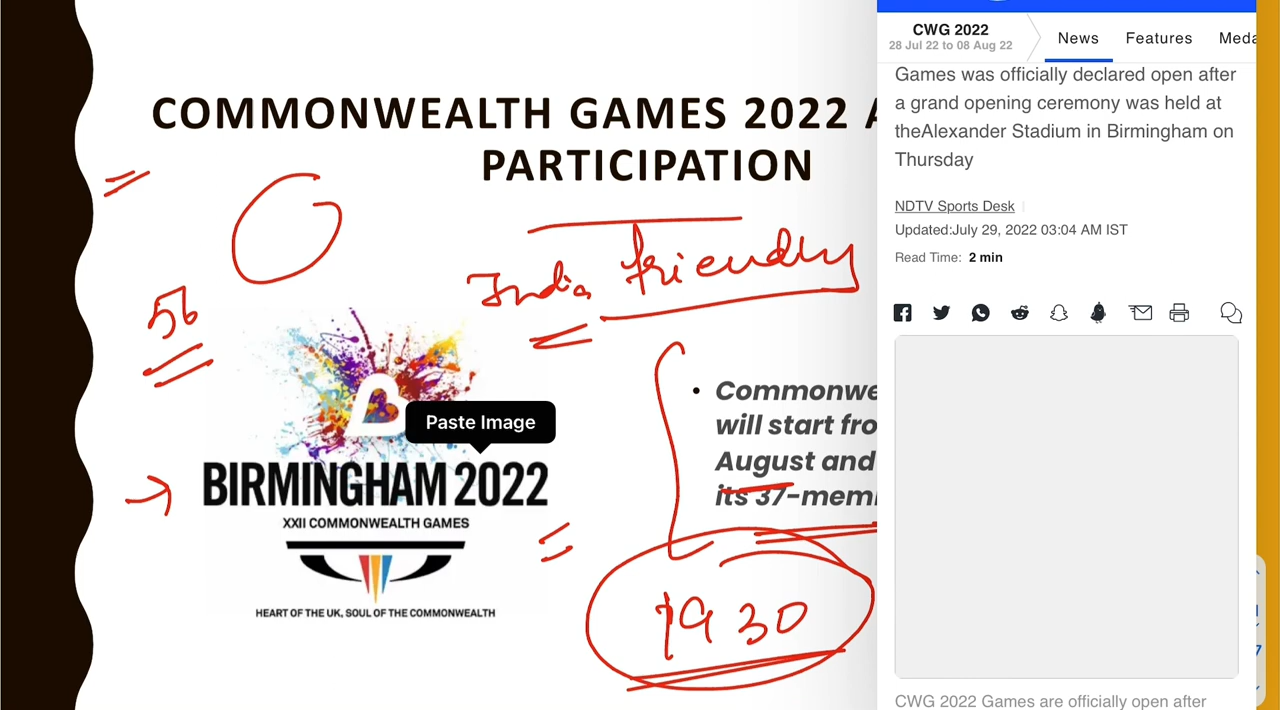 COMMONWEALTH GAMES 2022 A
PARTICIPATION
India friendly
56
Paste Image
BIRMINGHAM 2022
XXII COMMONWEALTH GAMES
HEART OF THE UK, SOUL OF THE COMMONWEALTH
• Commonwe
will start fro
August and
its 37-mem
1930
CWG 2022
28 Jul 22 to 08 Aug 22
News Features Meda
Games was officially declared open after
a grand opening ceremony was held at
theAlexander Stadium in Birmingham on
Thursday
NDTV Sports Desk
Updated:July 29, 2022 03:04 AM IST
Read Time: 2 min
CWG 2022 Games are officially open after